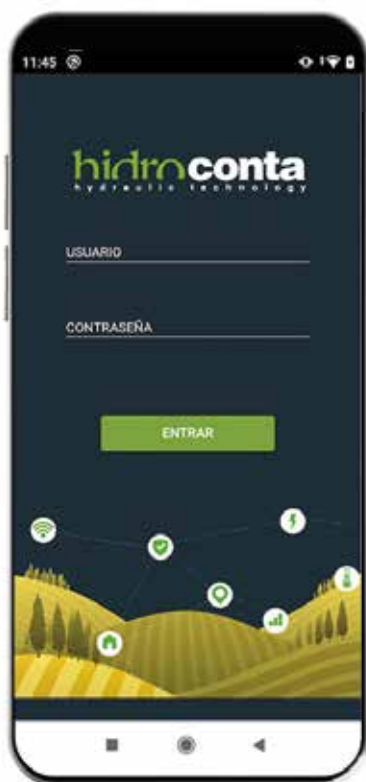 11:45
hidroconta
hydraulic technology
USUARIO
CONTRASEÑA
ENTRAR